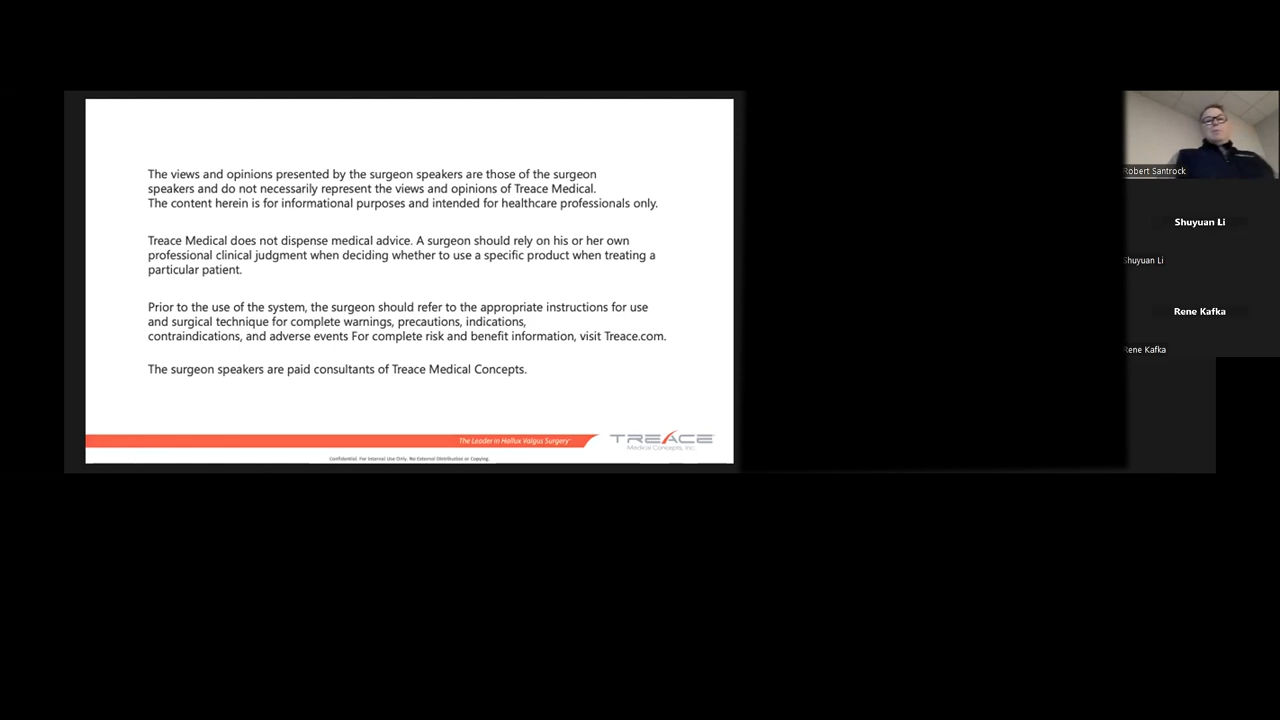 The views and opinions presented by the surgeon speakers are those of the surgeon
speakers and do not necessarily represent the views and opinions of Treace Medical.
The content herein is for informational purposes and intended for healthcare professionals only.
Treace Medical does not dispense medical advice. A surgeon should rely on his or her own
professional clinical judgment when deciding whether to use a specific product when treating a
particular patient.
Prior to the use of the system, the surgeon should refer to the appropriate instructions for use
and surgical technique for complete warnings, precautions, indications,
contraindications, and adverse events For complete risk and benefit information, visit Treace.com.
The surgeon speakers are paid consultants of Treace Medical Concepts.
The Leader in Hallux Valgus Surgery
TREACE
Medical Concepts, Inc.
Confidential. For Internal Use Only. No External Distribution or Copying.
Robert Santrock
Shuyuan Li
Shuyuan Li
Rene Kafka
Rene Kafka